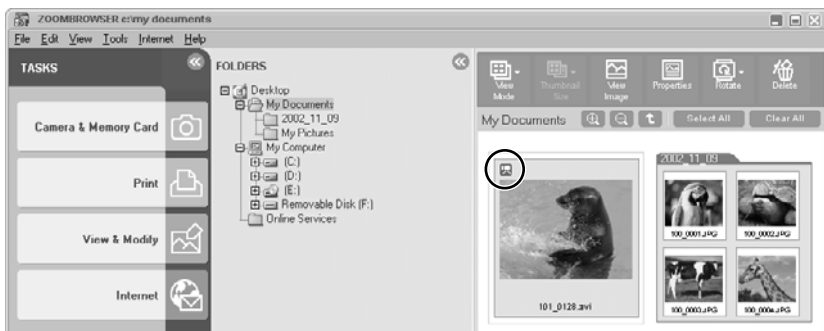 ZOOMBROWSER e:\my documents
File Edit View Tools Internet Help
TASKS
Camera & Memory Card
Print
View & Modify
Internet
FOLDERS
Desktop
My Documents
2002_11_09
My Pictures
My Computer
(C:)
(D:)
(E:)
Removable Disk (F:)
Online Services
View Mode
Thumbnail Size
View Image
Properties
Rotate
Delete
My Documents
Select All
Clear All
101_0128.avi
2002_11_09
100_0001.JPG
100_0002.JPG
100_0003.JPG
100_0004.JPG